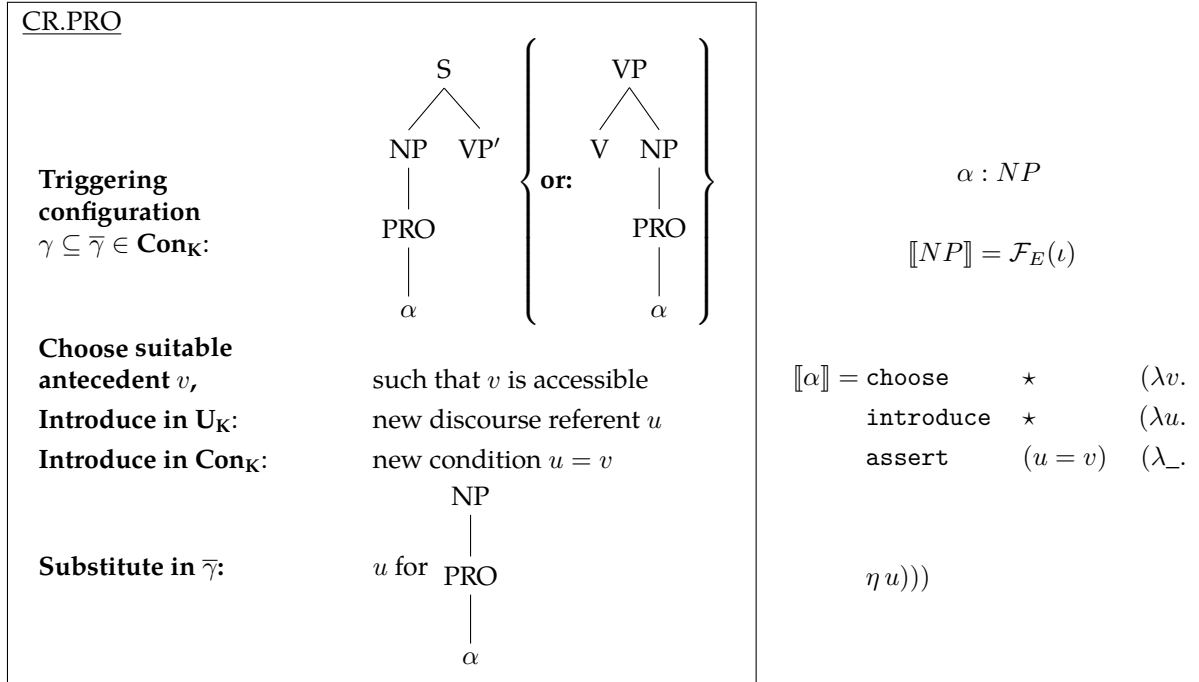 CR.PRO
S
NP VP′
PRO
α
or:
VP
V NP
PRO
α
Triggering
configuration
γ ⊆ γ̅ ∈ Con_K:
Choose suitable
antecedent v, such that v is accessible
Introduce in U_K: new discourse referent u
Introduce in Con_K: new condition u = v
NP
Substitute in γ̅: u for PRO
α
α : NP
⟦NP⟧ = ℱ_E(ι)
⟦α⟧ = choose ⋆ (λv.
introduce ⋆ (λu.
assert (u = v) (λ_.
η u)))